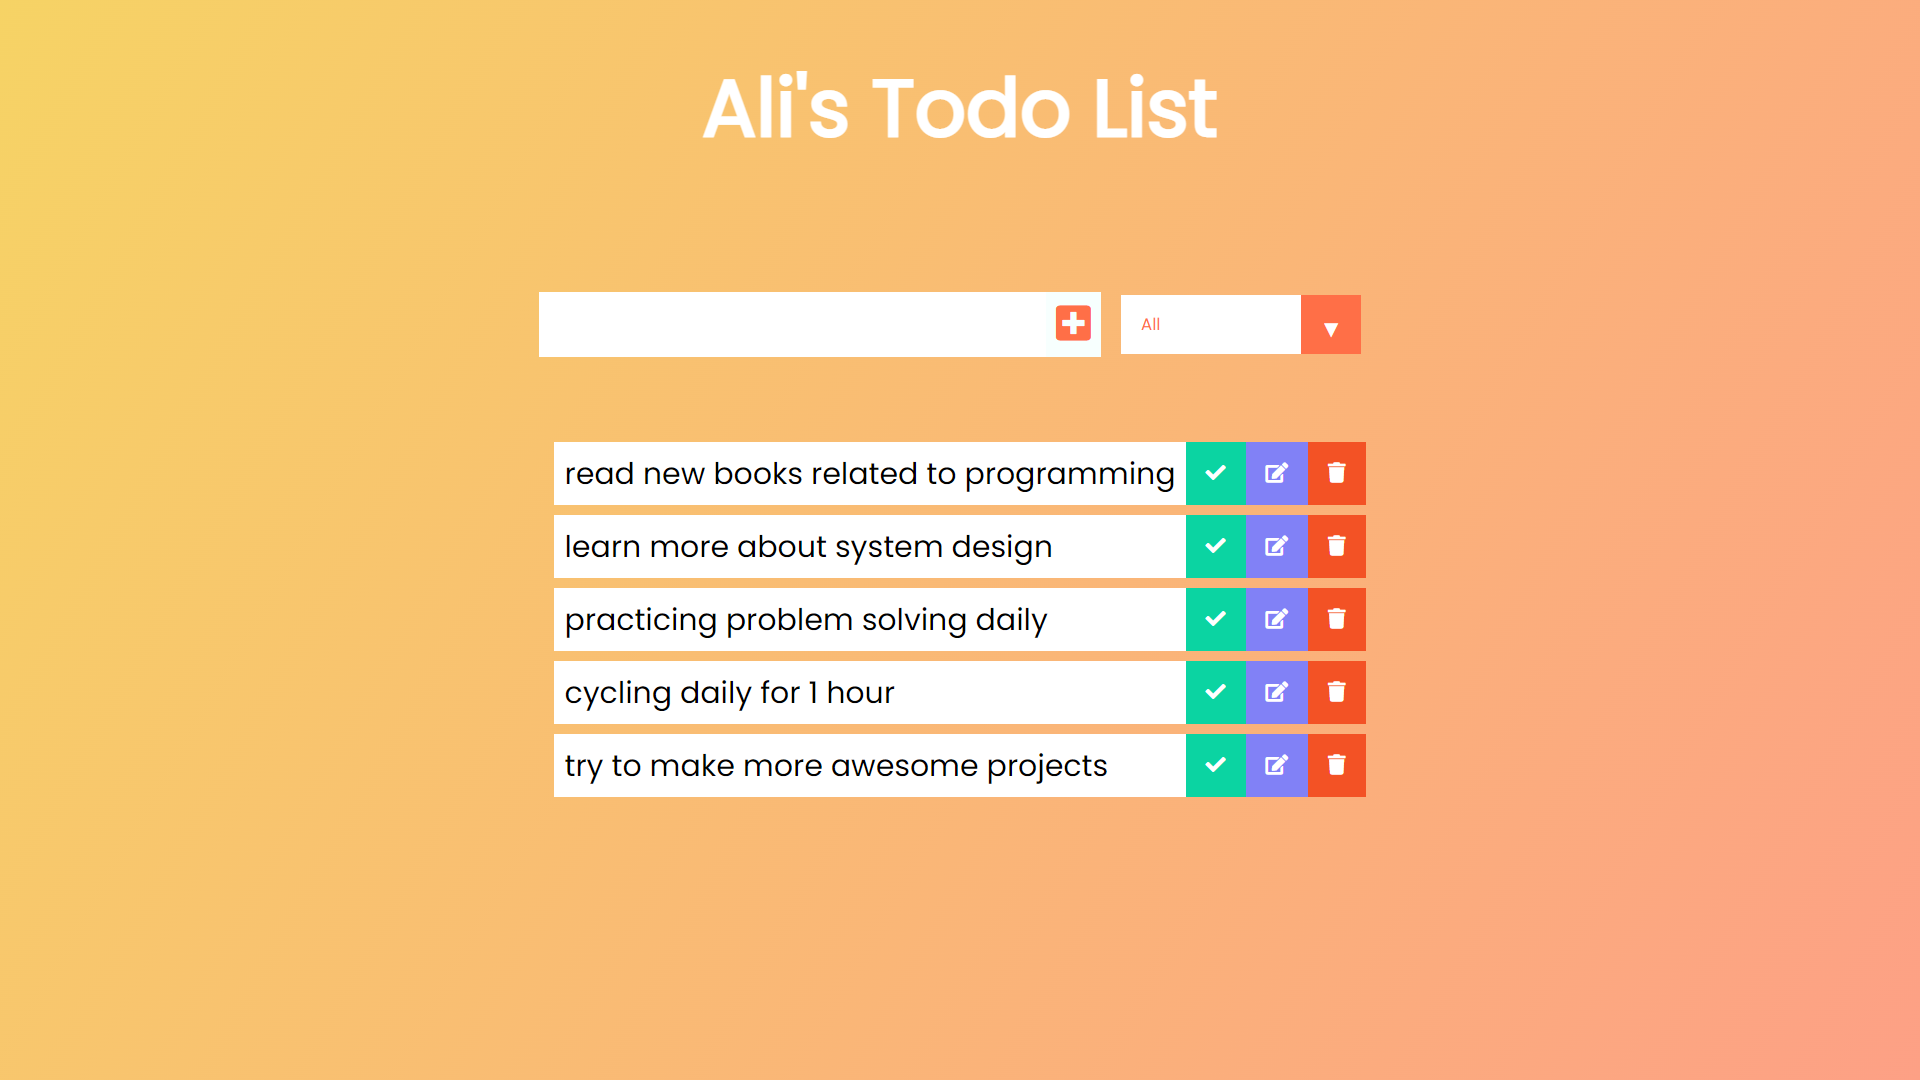 Ali's Todo List
All
read new books related to programming
learn more about system design
practicing problem solving daily
cycling daily for 1 hour
try to make more awesome projects